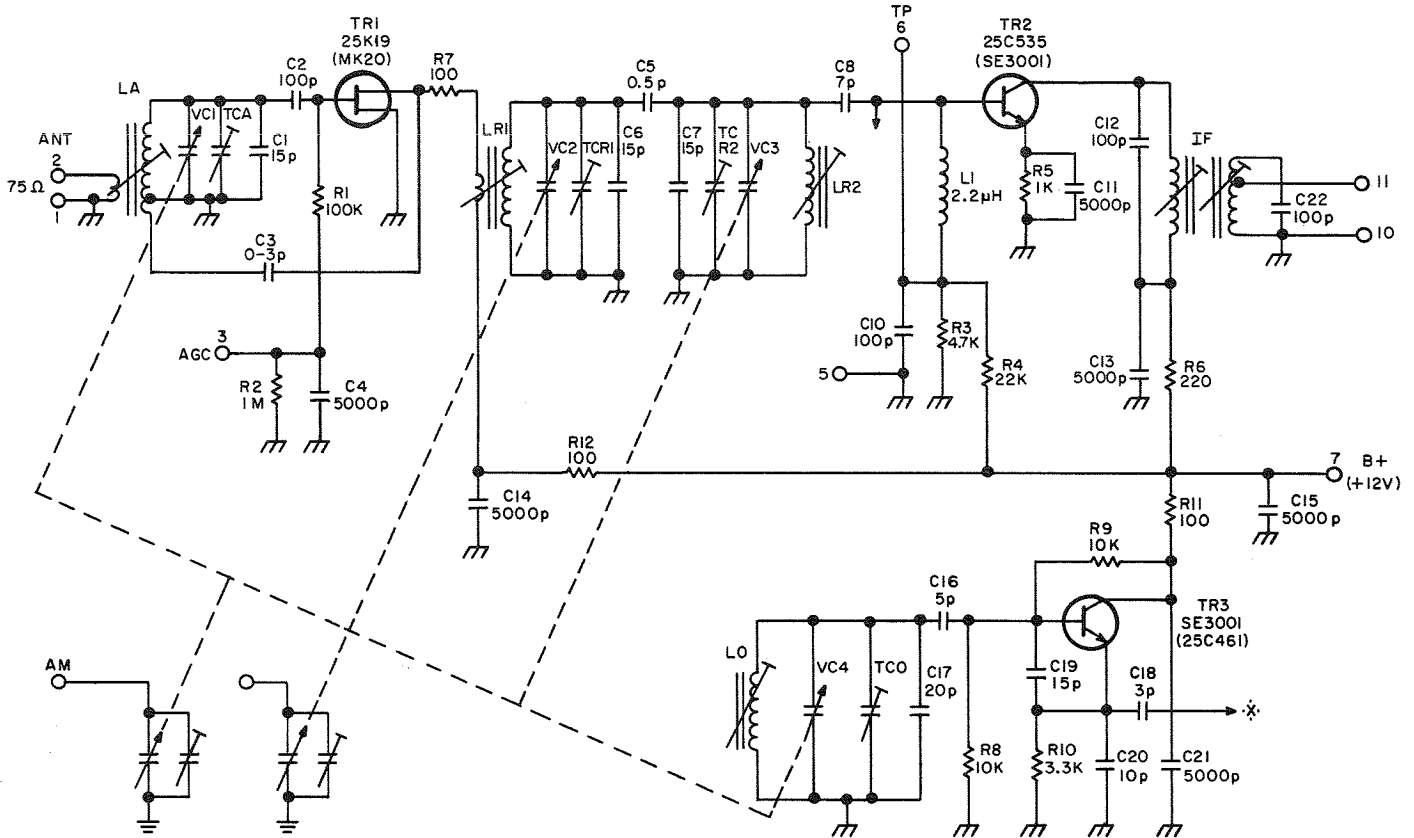 TR1
25K19
(MK20)
R7
100
C2
100p
LA
VC1
TCA
C1
15p
ANT
2
75Ω
1
R1
100K
C3
0-3p
AGC
3
R2
1M
C4
5000p
LR1
VC2
TCR1
C6
15p
C5
0.5p
C7
15p
TC
R2
VC3
LR2
C8
7p
TP
6
TR2
25C535
(SE3001)
L1
2.2μH
R5
1K
C11
5000p
C12
100p
IF
C22
100p
11
10
C10
100p
5
R3
4.7K
R4
22K
C13
5000p
R6
220
R12
100
C14
5000p
7
B+
(+12V)
C15
5000p
R11
100
R9
10K
C16
5p
TR3
SE3001
(25C461)
LO
VC4
TCO
C17
20p
R8
10K
C19
15p
R10
3.3K
C18
3p
C20
10p
C21
5000p
·X·
AM